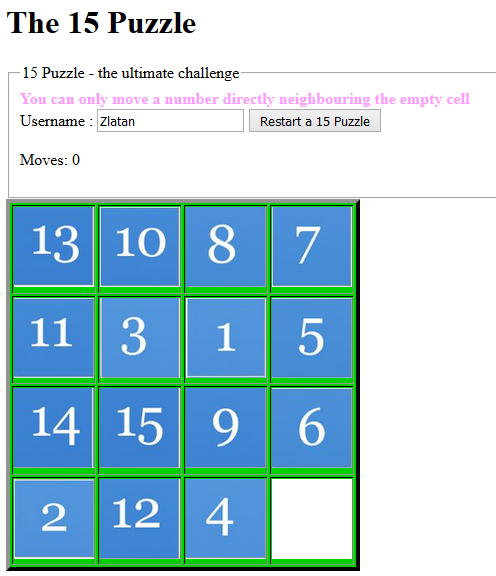 The 15 Puzzle
15 Puzzle - the ultimate challenge
You can only move a number directly neighbouring the empty cell
Username : Zlatan Restart a 15 Puzzle
Moves: 0
13 10 8 7
11 3 1 5
14 15 9 6
2 12 4